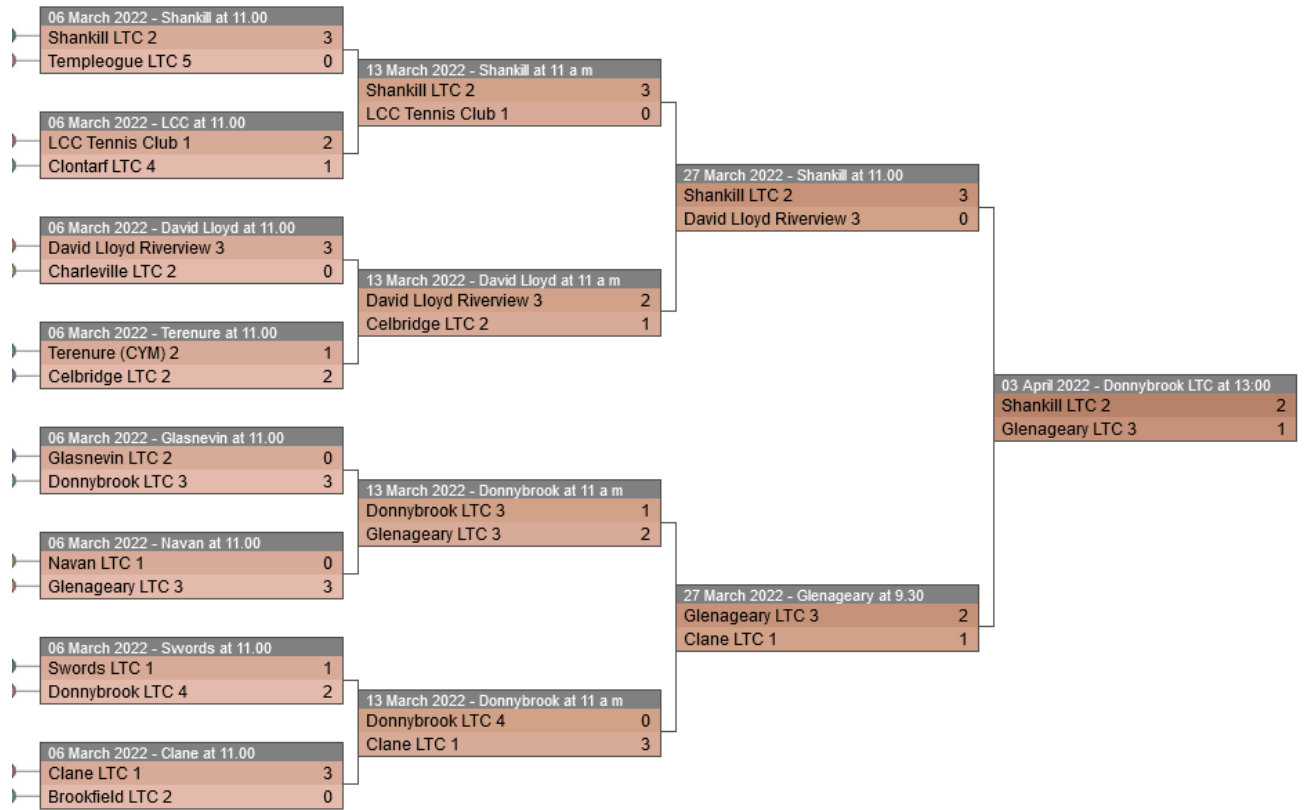 06 March 2022 - Shankill at 11.00
Shankill LTC 2 3
Templeogue LTC 5 0
06 March 2022 - LCC at 11.00
LCC Tennis Club 1 2
Clontarf LTC 4 1
06 March 2022 - David Lloyd at 11.00
David Lloyd Riverview 3 3
Charleville LTC 2 0
06 March 2022 - Terenure at 11.00
Terenure (CYM) 2 1
Celbridge LTC 2 2
06 March 2022 - Glasnevin at 11.00
Glasnevin LTC 2 0
Donnybrook LTC 3 3
06 March 2022 - Navan at 11.00
Navan LTC 1 0
Glenageary LTC 3 3
06 March 2022 - Swords at 11.00
Swords LTC 1 1
Donnybrook LTC 4 2
06 March 2022 - Clane at 11.00
Clane LTC 1 3
Brookfield LTC 2 0
13 March 2022 - Shankill at 11 a m
Shankill LTC 2 3
LCC Tennis Club 1 0
13 March 2022 - David Lloyd at 11 a m
David Lloyd Riverview 3 2
Celbridge LTC 2 1
13 March 2022 - Donnybrook at 11 a m
Donnybrook LTC 3 1
Glenageary LTC 3 2
13 March 2022 - Donnybrook at 11 a m
Donnybrook LTC 4 0
Clane LTC 1 3
27 March 2022 - Shankill at 11.00
Shankill LTC 2 3
David Lloyd Riverview 3 0
27 March 2022 - Glenageary at 9.30
Glenageary LTC 3 2
Clane LTC 1 1
03 April 2022 - Donnybrook LTC at 13:00
Shankill LTC 2 2
Glenageary LTC 3 1